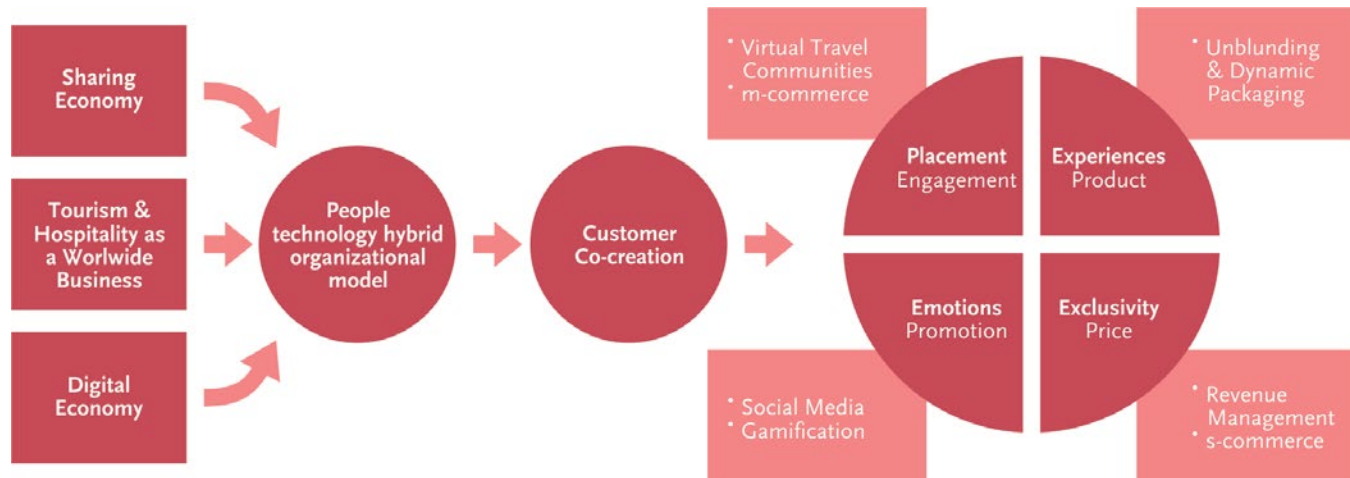 Sharing
Economy
Tourism &
Hospitality as
a Worlwide
Business
Digital
Economy
People
technology hybrid
organizational
model
Customer
Co-creation
• Virtual Travel
Communities
• m-commerce
• Unblunding
& Dynamic
Packaging
Placement
Engagement
Experiences
Product
Emotions
Promotion
Exclusivity
Price
• Social Media
• Gamification
• Revenue
Management
• s-commerce